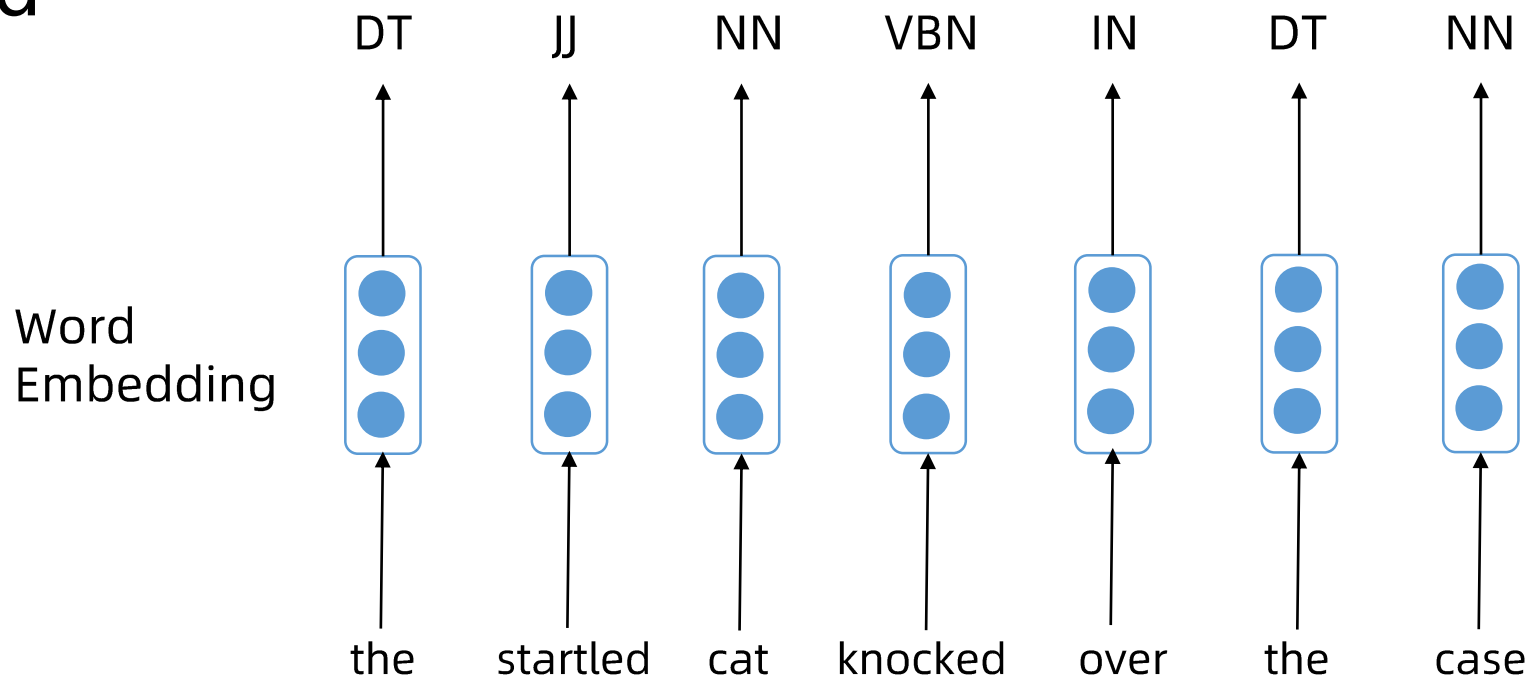 DT JJ NN VBN IN DT NN
Word
Embedding
the startled cat knocked over the case